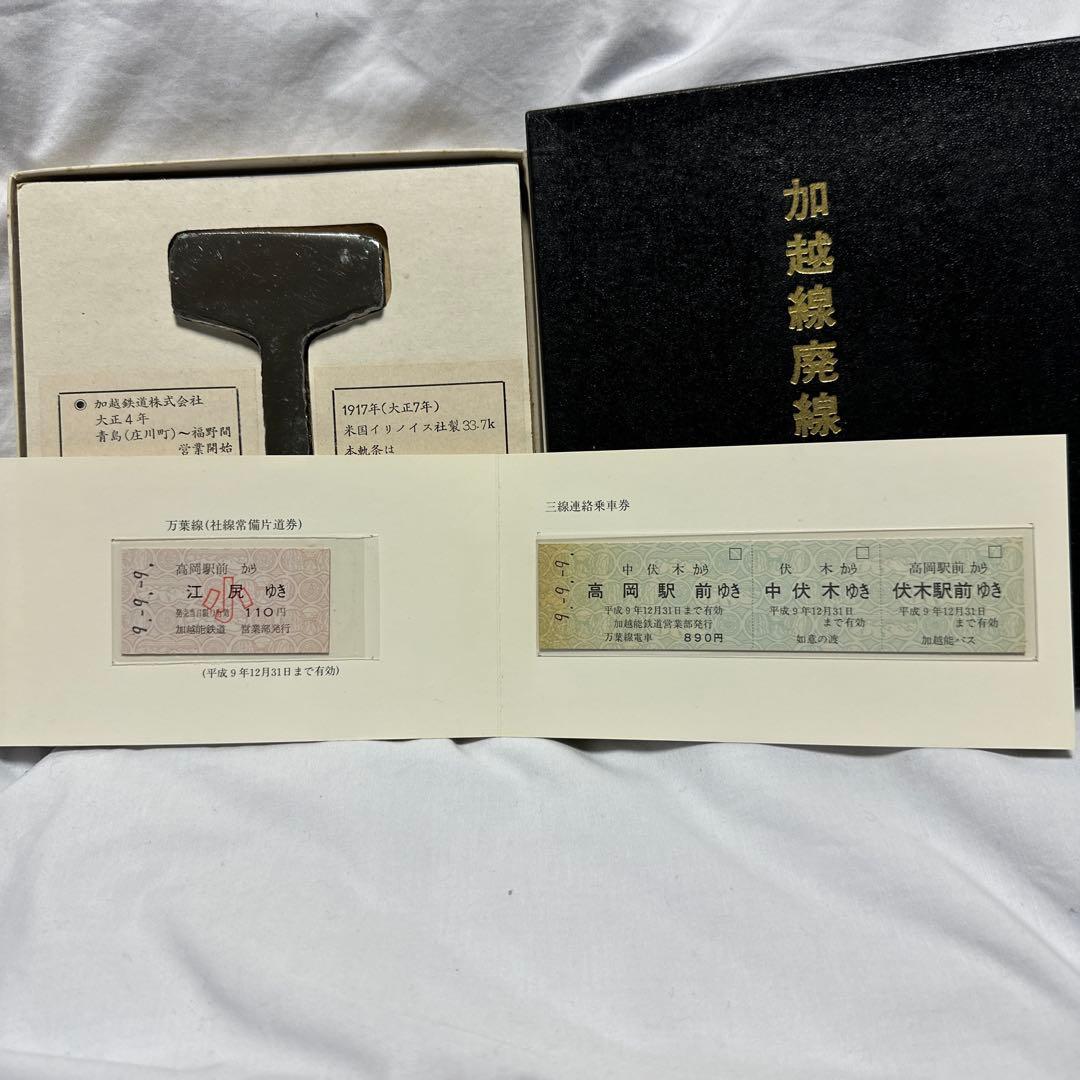 加越線廃線
◉ 加越鉄道株式会社
大正4年
青島(庄川町)～福野間
営業開始
1917年(大正7年)
米国イリノイス社製33.7k
本軌条は
万葉線(社線常備片道券)
9.-9.-9.
高岡駅前 から
江尻 ゆき
小
110円
加越能鉄道 営業部発行
(平成9年12月31日まで有効)
三線連絡乗車券
9.-9.-9.
中伏木 から
高岡駅前ゆき
平成9年12月31日まで有効
加越能鉄道営業部発行
万葉線電車 890円
伏木から
中伏木ゆき
平成9年12月31日
まで有効
如意の渡
高岡駅前から
伏木駅前ゆき
平成9年12月31日
まで有効
加越能バス